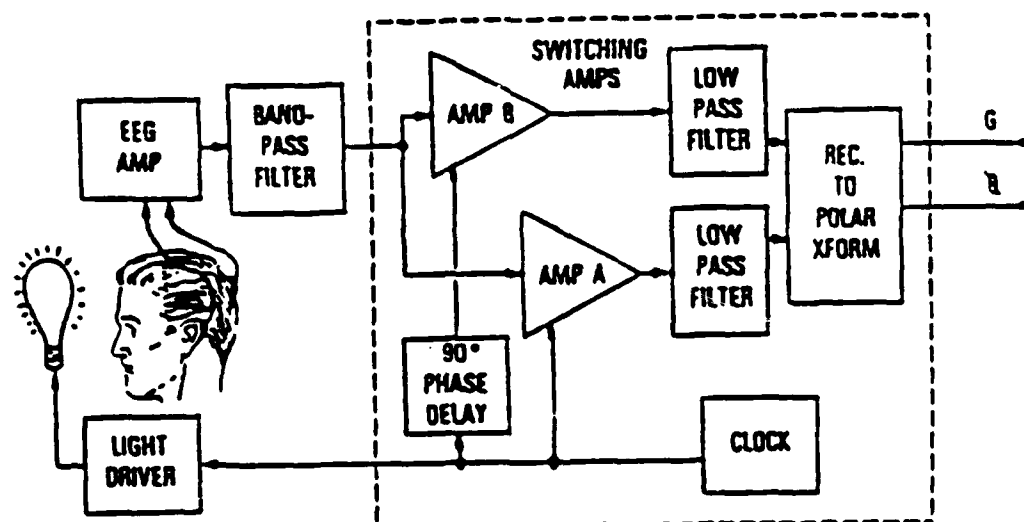 SWITCHING
AMPS
EEG
AMP
BAND-
PASS
FILTER
AMP B
LOW
PASS
FILTER
REC.
TO
POLAR
XFORM
G
AMP A
LOW
PASS
FILTER
90°
PHASE
DELAY
CLOCK
LIGHT
DRIVER